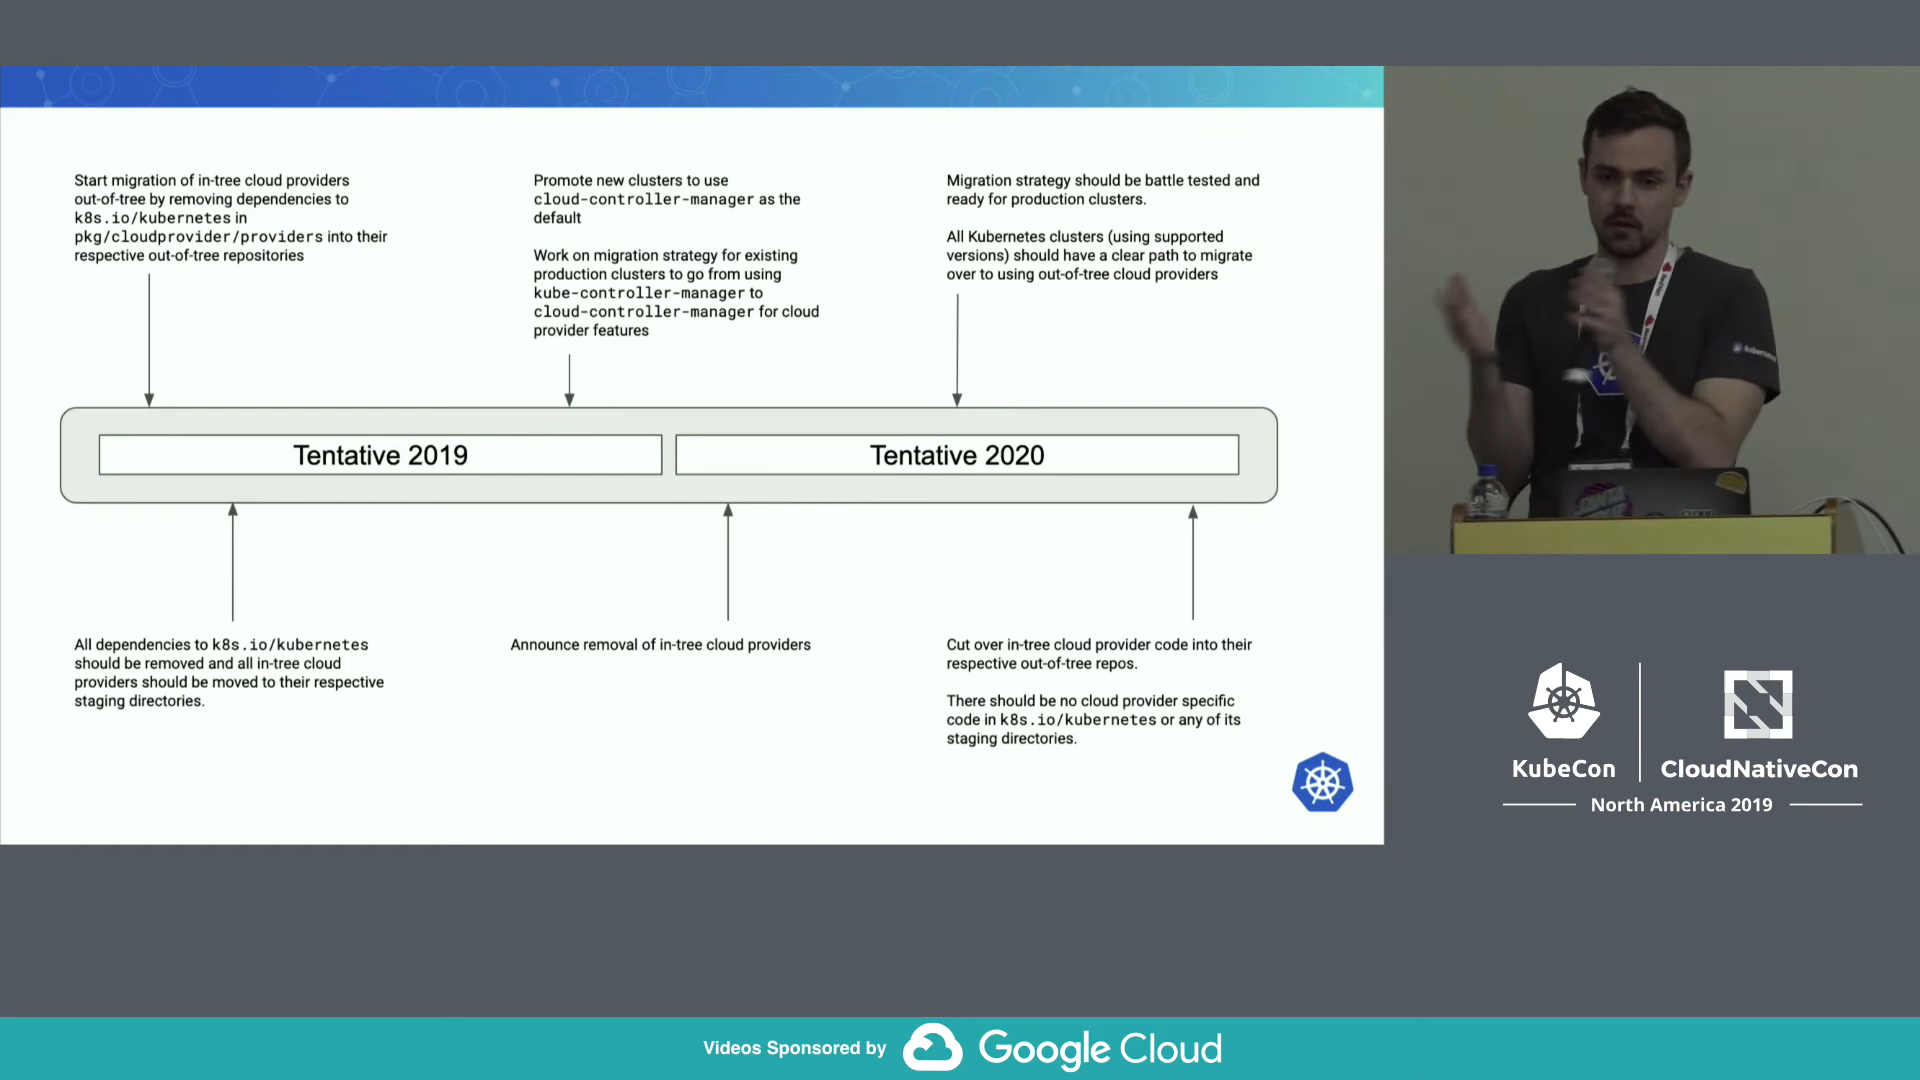 Start migration of in-tree cloud providers
out-of-tree by removing dependencies to
k8s.io/kubernetes in
pkg/cloudprovider/providers into their
respective out-of-tree repositories
Promote new clusters to use
cloud-controller-manager as the
default
Work on migration strategy for existing
production clusters to go from using
kube-controller-manager to
cloud-controller-manager for cloud
provider features
Migration strategy should be battle tested and
ready for production clusters.
All Kubernetes clusters (using supported
versions) should have a clear path to migrate
over to using out-of-tree cloud providers
Tentative 2019
Tentative 2020
All dependencies to k8s.io/kubernetes
should be removed and all in-tree cloud
providers should be moved to their respective
staging directories.
Announce removal of in-tree cloud providers
Cut over in-tree cloud provider code into their
respective out-of-tree repos.
There should be no cloud provider specific
code in k8s.io/kubernetes or any of its
staging directories.
KubeCon
CloudNativeCon
North America 2019
Videos Sponsored by
Google Cloud